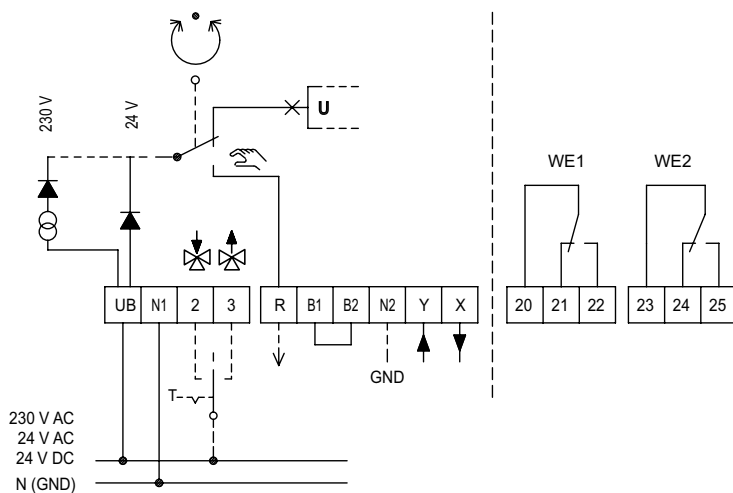 230 V
24 V
U
WE1
WE2
UB N1 2 3 R B1 B2 N2 Y X
20 21 22
23 24 25
GND
T
230 V AC
24 V AC
24 V DC
N (GND)